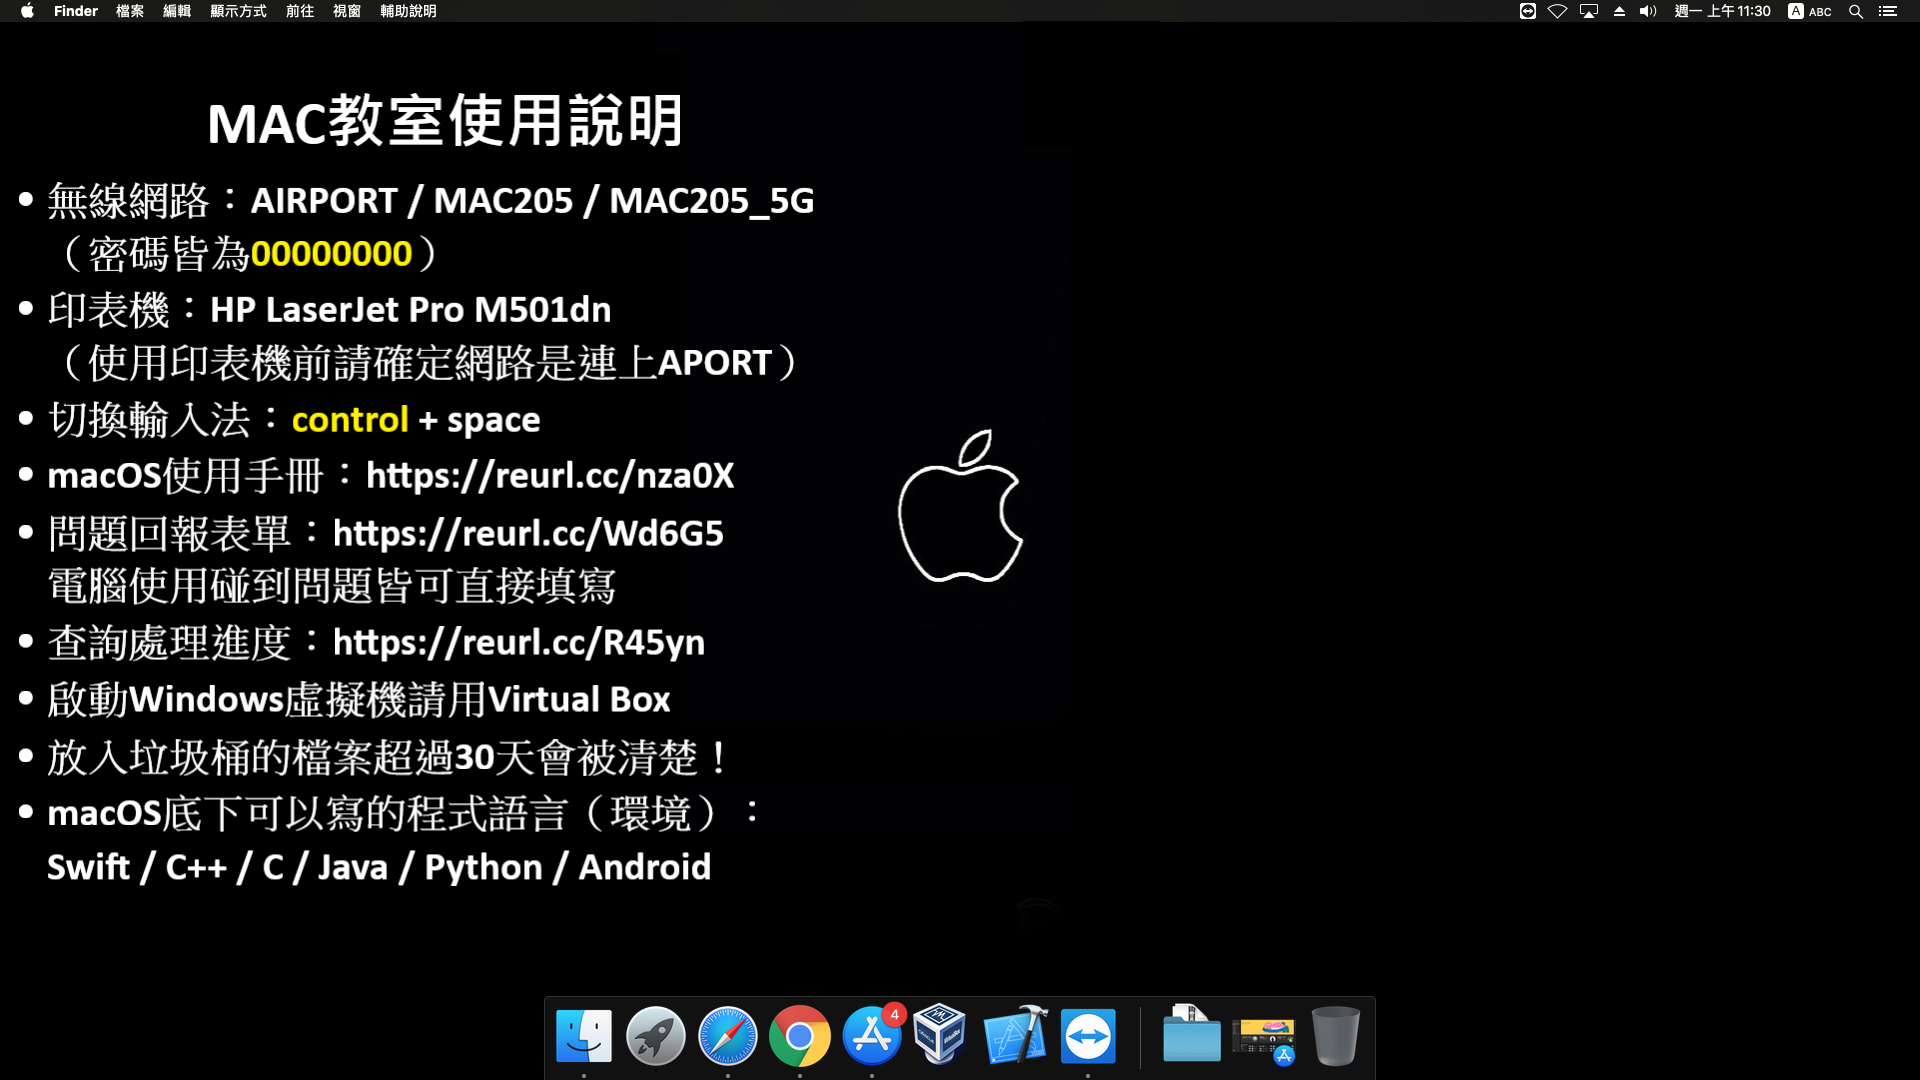 Finder 檔案 編輯 顯示方式 前往 視窗 輔助說明 週一 上午11:30 A ABC
MAC教室使用說明
• 無線網路：AIRPORT / MAC205 / MAC205_5G
（密碼皆為00000000）
• 印表機：HP LaserJet Pro M501dn
（使用印表機前請確定網路是連上APORT）
• 切換輸入法：control + space
• macOS使用手冊：https://reurl.cc/nza0X
• 問題回報表單：https://reurl.cc/Wd6G5
電腦使用碰到問題皆可直接填寫
• 查詢處理進度：https://reurl.cc/R45yn
• 啟動Windows虛擬機請用Virtual Box
• 放入垃圾桶的檔案超過30天會被清楚！
• macOS底下可以寫的程式語言（環境）：
Swift / C++ / C / Java / Python / Android
4